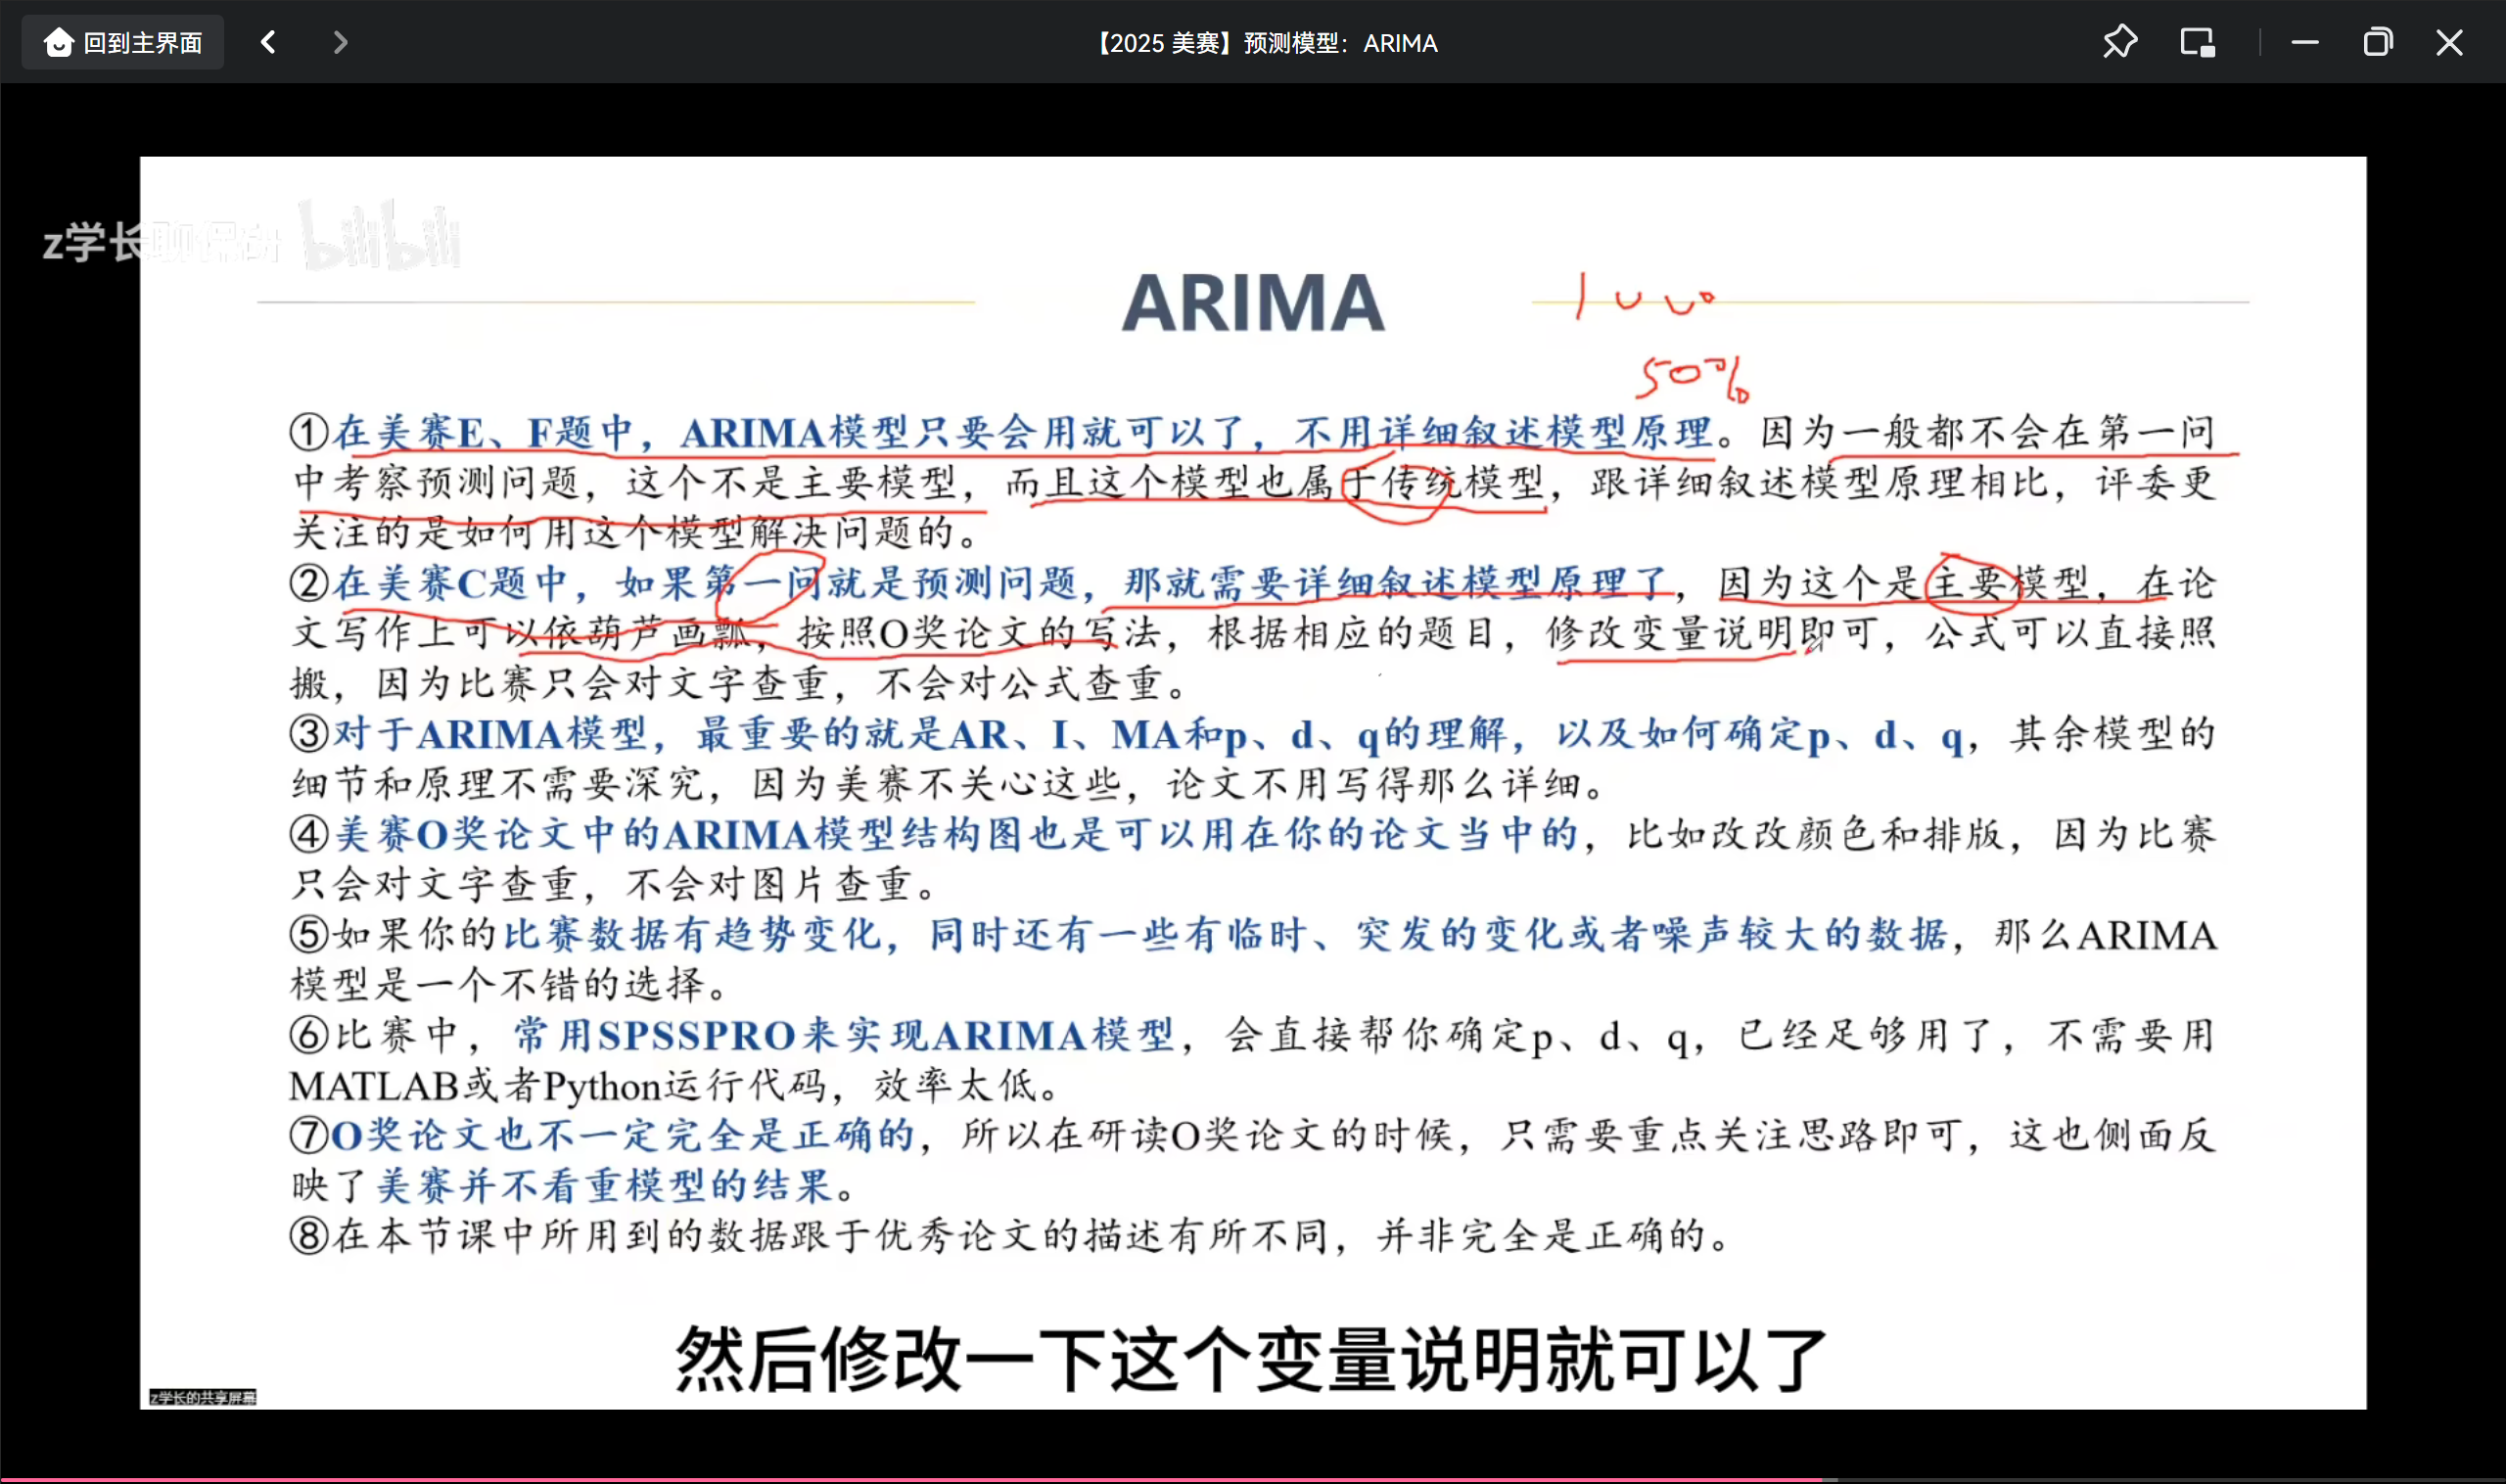 回到主界面
【2025 美赛】预测模型：ARIMA
z学长聊保研 bilibili
ARIMA
1000
50%
①在美赛E、F题中，ARIMA模型只要会用就可以了，不用详细叙述模型原理。因为一般都不会在第一问
中考察预测问题，这个不是主要模型，而且这个模型也属于传统模型，跟详细叙述模型原理相比，评委更
关注的是如何用这个模型解决问题的。
②在美赛C题中，如果第一问就是预测问题，那就需要详细叙述模型原理了，因为这个是主要模型，在论
文写作上可以依葫芦画瓢，按照O奖论文的写法，根据相应的题目，修改变量说明即可，公式可以直接照
搬，因为比赛只会对文字查重，不会对公式查重。
③对于ARIMA模型，最重要的就是AR、I、MA和p、d、q的理解，以及如何确定p、d、q，其余模型的
细节和原理不需要深究，因为美赛不关心这些，论文不用写得那么详细。
④美赛O奖论文中的ARIMA模型结构图也是可以用在你的论文当中的，比如改改颜色和排版，因为比赛
只会对文字查重，不会对图片查重。
⑤如果你的比赛数据有趋势变化，同时还有一些有临时、突发的变化或者噪声较大的数据，那么ARIMA
模型是一个不错的选择。
⑥比赛中，常用SPSSPRO来实现ARIMA模型，会直接帮你确定p、d、q，已经足够用了，不需要用
MATLAB或者Python运行代码，效率太低。
⑦O奖论文也不一定完全是正确的，所以在研读O奖论文的时候，只需要重点关注思路即可，这也侧面反
映了美赛并不看重模型的结果。
⑧在本节课中所用到的数据跟于优秀论文的描述有所不同，并非完全是正确的。
然后修改一下这个变量说明就可以了
z学长的共享屏幕